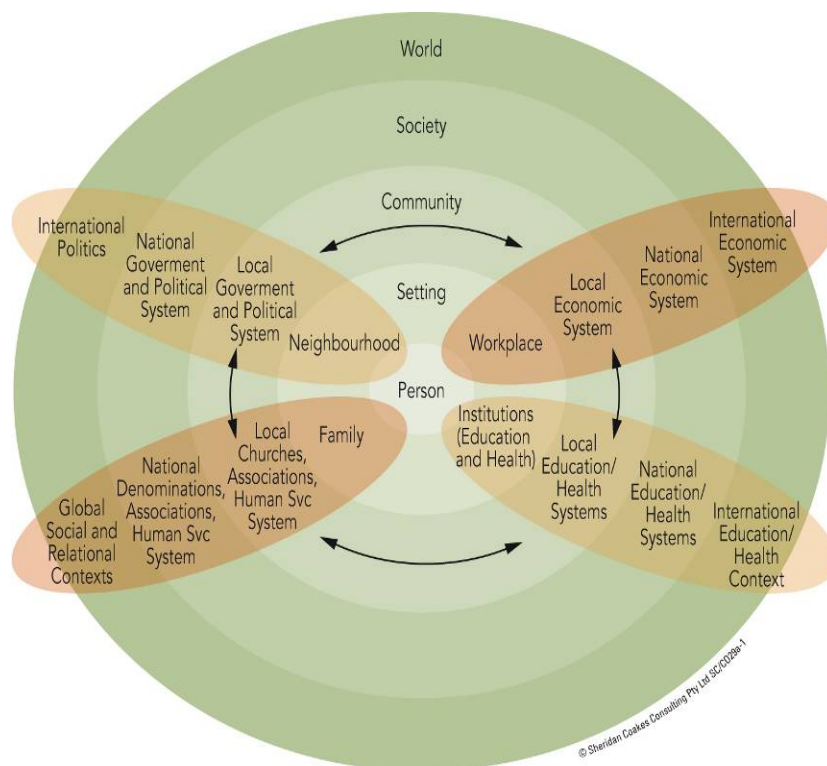 World
Society
Community
Setting
Person
International
Politics
National
Goverment
and Political
System
Local
Goverment
and Political
System
Neighbourhood
International
Economic
System
National
Economic
System
Local
Economic
System
Workplace
Family
Local
Churches,
Associations,
Human Svc
System
National
Denominations,
Associations,
Human Svc
System
Global
Social and
Relational
Contexts
Institutions
(Education
and Health)
Local
Education/
Health
Systems
National
Education/
Health
Systems
International
Education/
Health
Context
© Sheridan Coakes Consulting Pty Ltd SC/CO29a-1